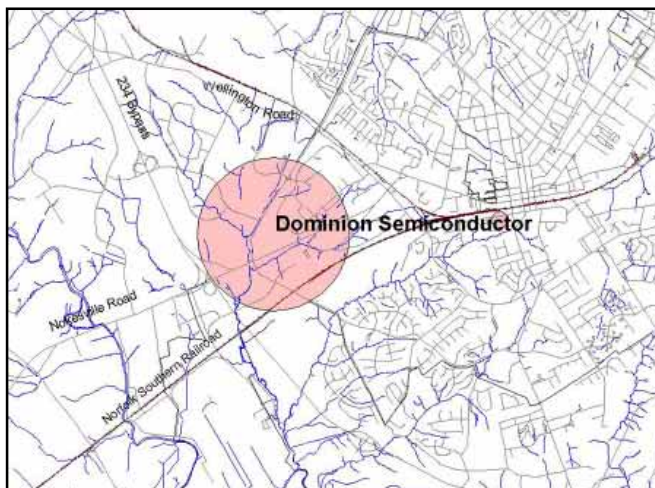 Wellington Road
234 Bypass
Dominion Semiconductor
Nokesville Road
Norfolk Southern Railroad